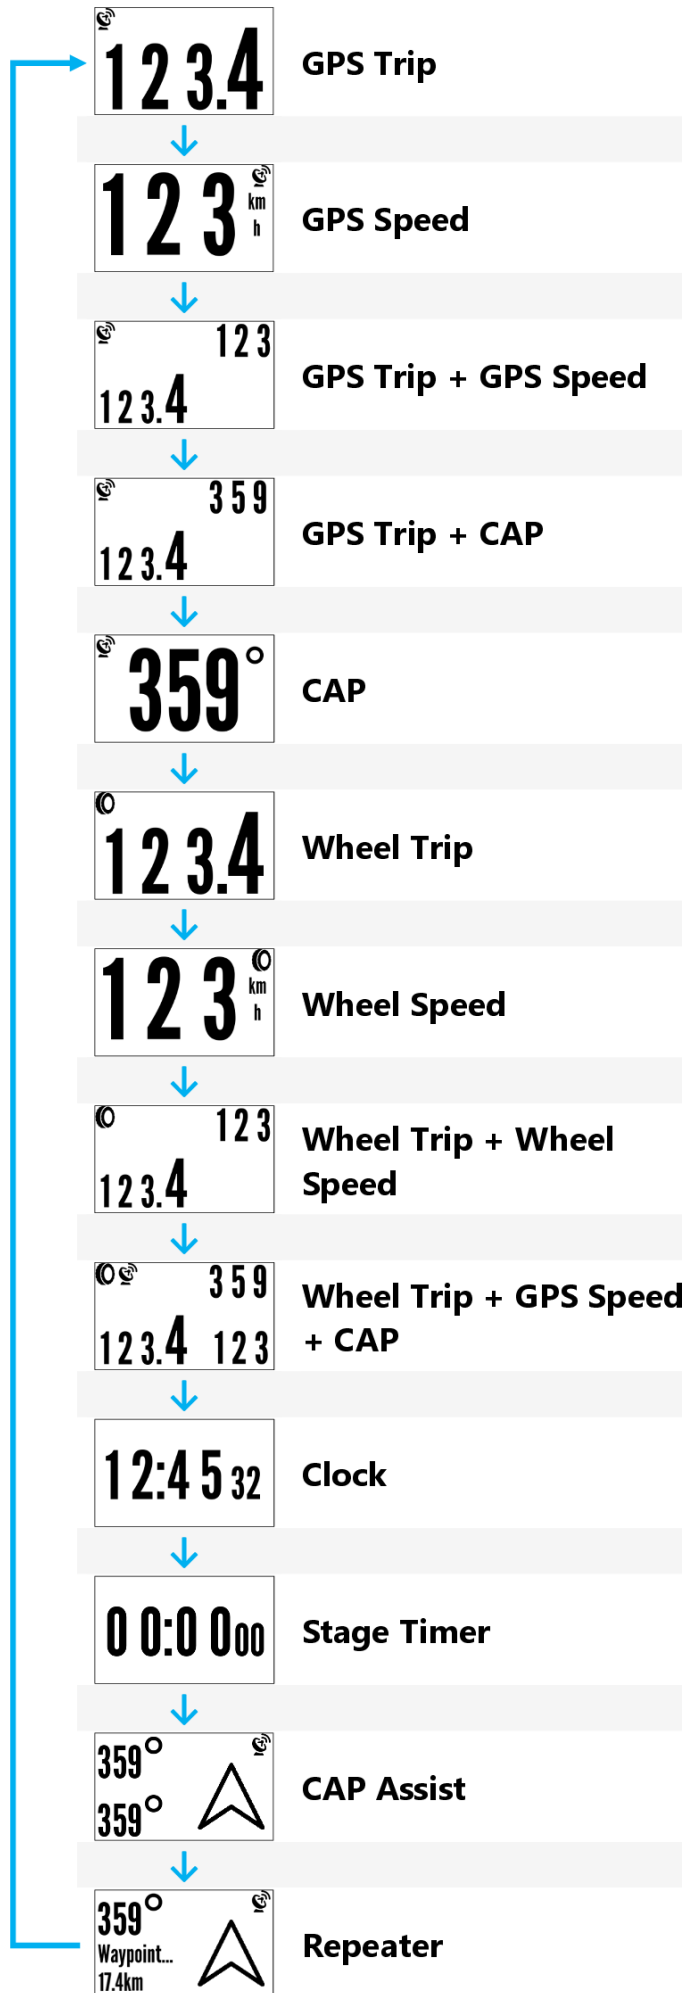 123.4
GPS Trip
123
km
h
GPS Speed
123
123.4
GPS Trip + GPS Speed
359
123.4
GPS Trip + CAP
359°
CAP
123.4
Wheel Trip
123
km
h
Wheel Speed
123
123.4
Wheel Trip + Wheel
Speed
359
123.4 123
Wheel Trip + GPS Speed
+ CAP
12:45 32
Clock
00:00 00
Stage Timer
359°
359°
CAP Assist
359°
Waypoint...
17.4km
Repeater